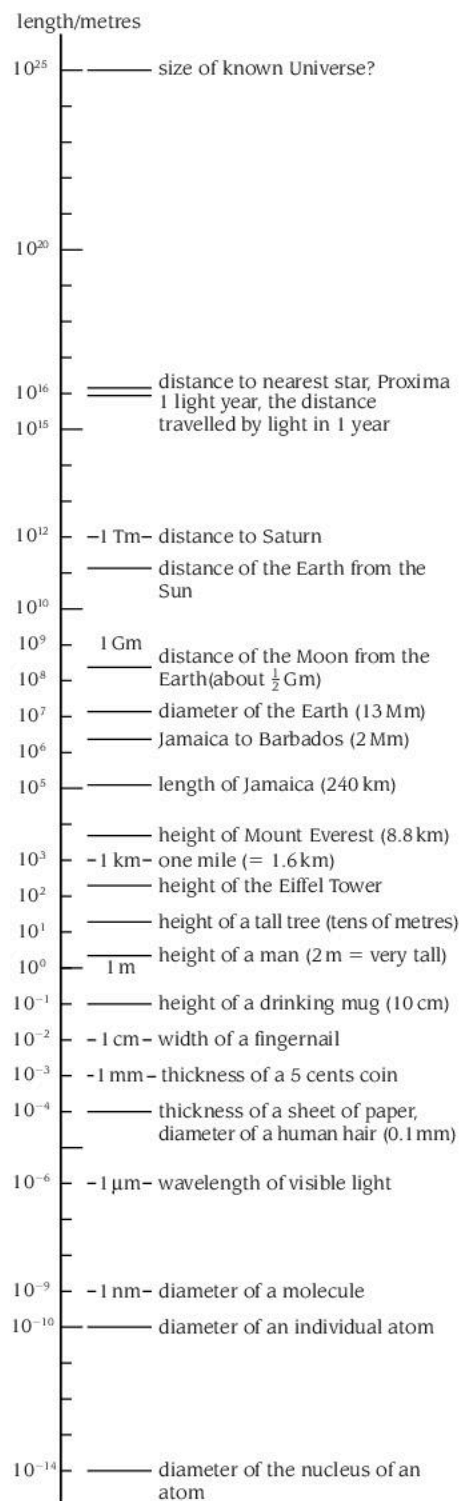 length/metres
10²⁵ size of known Universe?
10²⁰
10¹⁶ distance to nearest star, Proxima
1 light year, the distance
10¹⁵ travelled by light in 1 year
10¹² 1 Tm distance to Saturn
distance of the Earth from the
Sun
10¹⁰
10⁹ 1 Gm
distance of the Moon from the
10⁸ Earth(about ½ Gm)
10⁷ diameter of the Earth (13 Mm)
10⁶ Jamaica to Barbados (2 Mm)
10⁵ length of Jamaica (240 km)
height of Mount Everest (8.8 km)
10³ 1 km one mile (= 1.6 km)
10² height of the Eiffel Tower
10¹ height of a tall tree (tens of metres)
height of a man (2 m = very tall)
10⁰ 1 m
10⁻¹ height of a drinking mug (10 cm)
10⁻² 1 cm width of a fingernail
10⁻³ 1 mm thickness of a 5 cents coin
10⁻⁴ thickness of a sheet of paper,
diameter of a human hair (0.1 mm)
10⁻⁶ 1 µm wavelength of visible light
10⁻⁹ 1 nm diameter of a molecule
10⁻¹⁰ diameter of an individual atom
10⁻¹⁴ diameter of the nucleus of an
atom